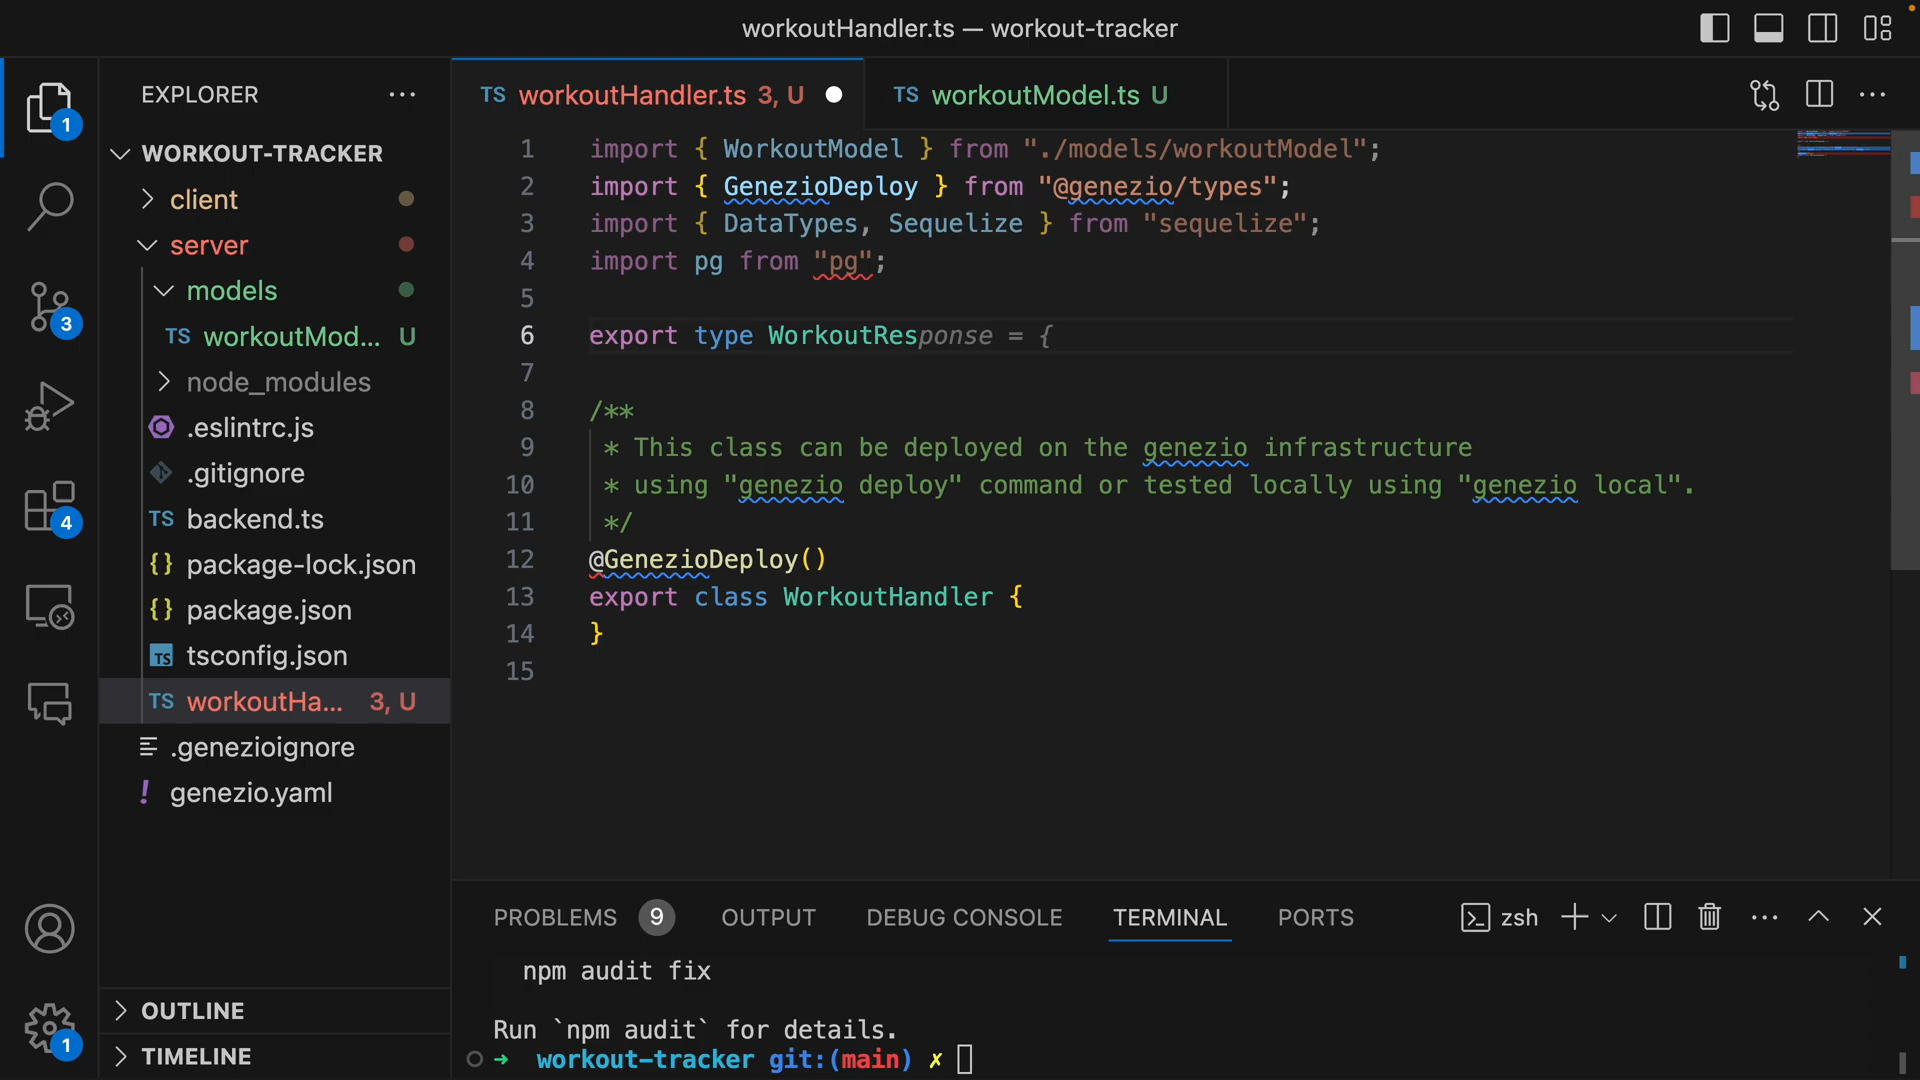 workoutHandler.ts — workout-tracker
EXPLORER
WORKOUT-TRACKER
client
server
models
TS workoutMod... U
node_modules
.eslintrc.js
.gitignore
TS backend.ts
{} package-lock.json
{} package.json
TS tsconfig.json
TS workoutHa... 3, U
.genezioignore
! genezio.yaml
OUTLINE
TIMELINE
1
3
4
1
TS workoutHandler.ts 3, U
TS workoutModel.ts U
1 import { WorkoutModel } from "./models/workoutModel";
2 import { GenezioDeploy } from "@genezio/types";
3 import { DataTypes, Sequelize } from "sequelize";
4 import pg from "pg";
5
6 export type WorkoutResponse = {
7
8 /**
9 * This class can be deployed on the genezio infrastructure
10 * using "genezio deploy" command or tested locally using "genezio local".
11 */
12 @GenezioDeploy()
13 export class WorkoutHandler {
14 }
15
PROBLEMS 9 OUTPUT DEBUG CONSOLE TERMINAL PORTS zsh
npm audit fix
Run `npm audit` for details.
➜ workout-tracker git:(main) ✗